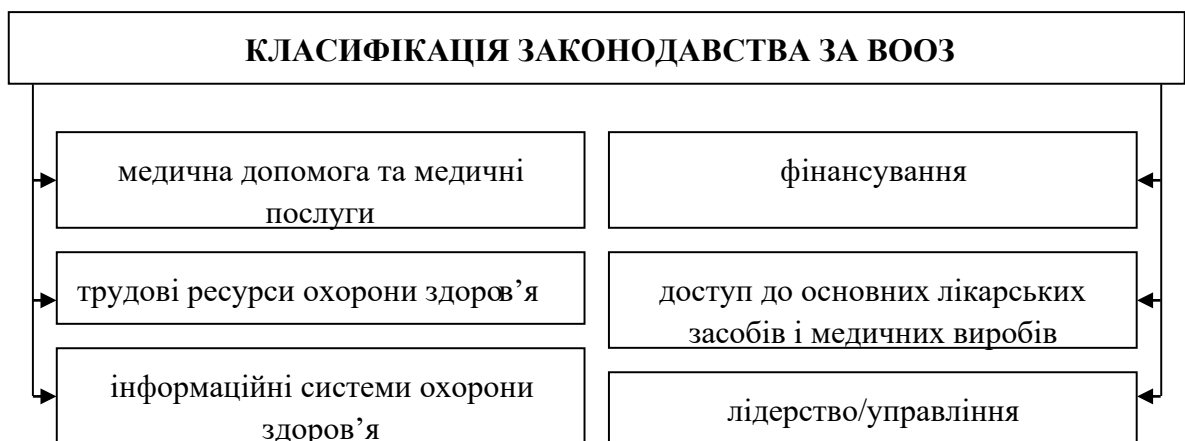 КЛАСИФІКАЦІЯ ЗАКОНОДАВСТВА ЗА ВООЗ
медична допомога та медичні
послуги
фінансування
трудові ресурси охорони здоров’я
доступ до основних лікарських
засобів і медичних виробів
інформаційні системи охорони
здоров’я
лідерство/управління